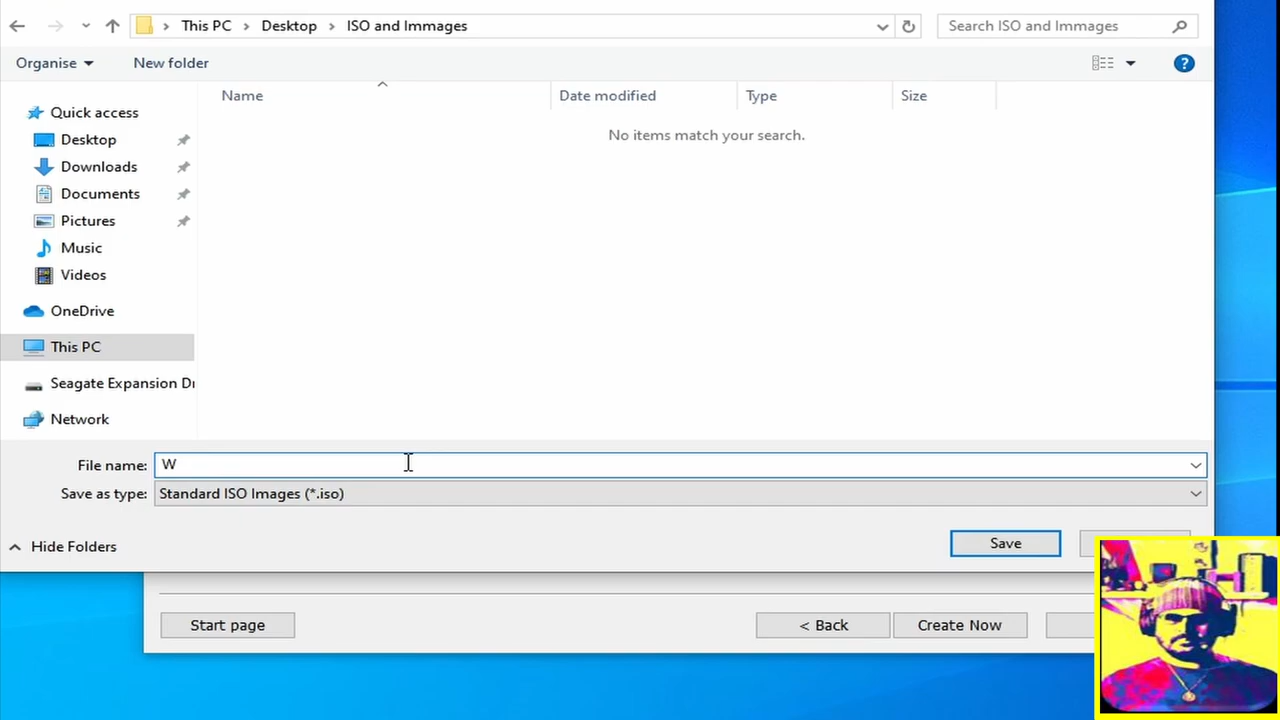 This PC > Desktop > ISO and Immages
Search ISO and Immages
Organise
New folder
Name
Date modified
Type
Size
No items match your search.
Quick access
Desktop
Downloads
Documents
Pictures
Music
Videos
OneDrive
This PC
Seagate Expansion Dr
Network
File name: W
Save as type: Standard ISO Images (*.iso)
Hide Folders
Save
Start page
< Back
Create Now